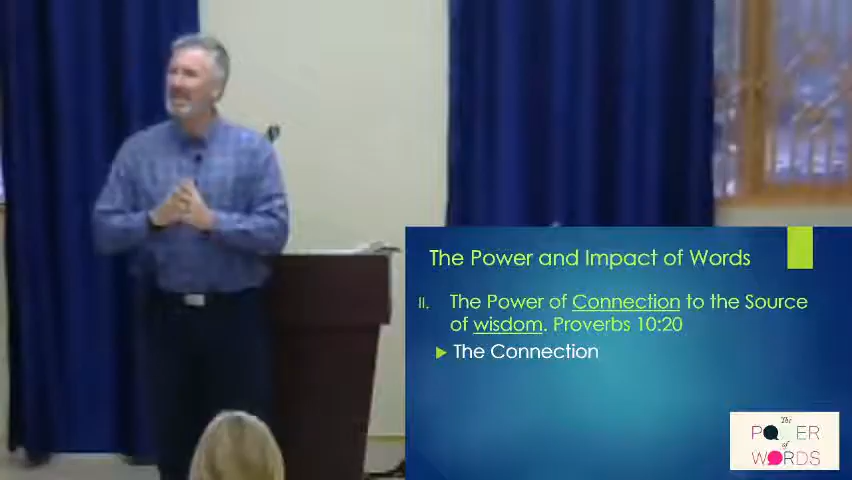 The Power and Impact of Words
II. The Power of Connection to the Source
of wisdom. Proverbs 10:20
The Connection
The
POWER
of
WORDS